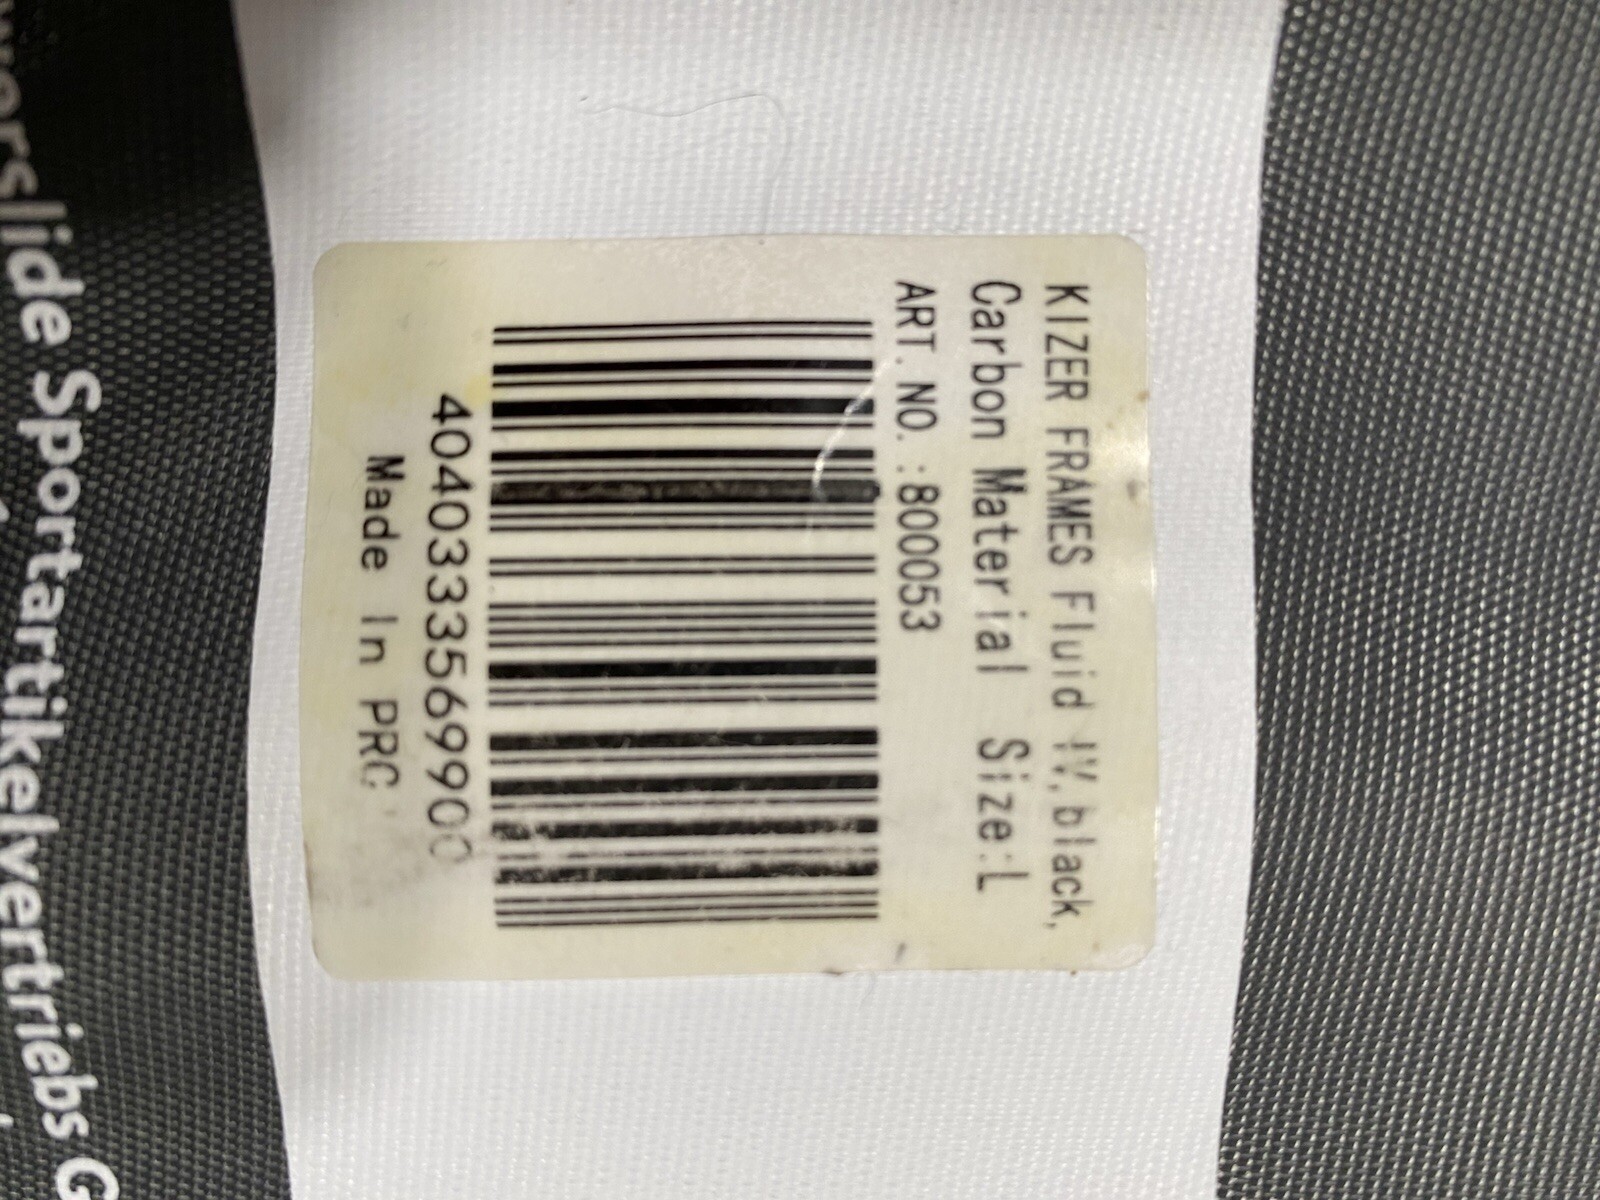 KIZER FRAMES Fluid IV,black,
Carbon Material Size:L
ART.NO.:800053
4040333569900
Made In PRC
werslide Sportartikelvertriebs G